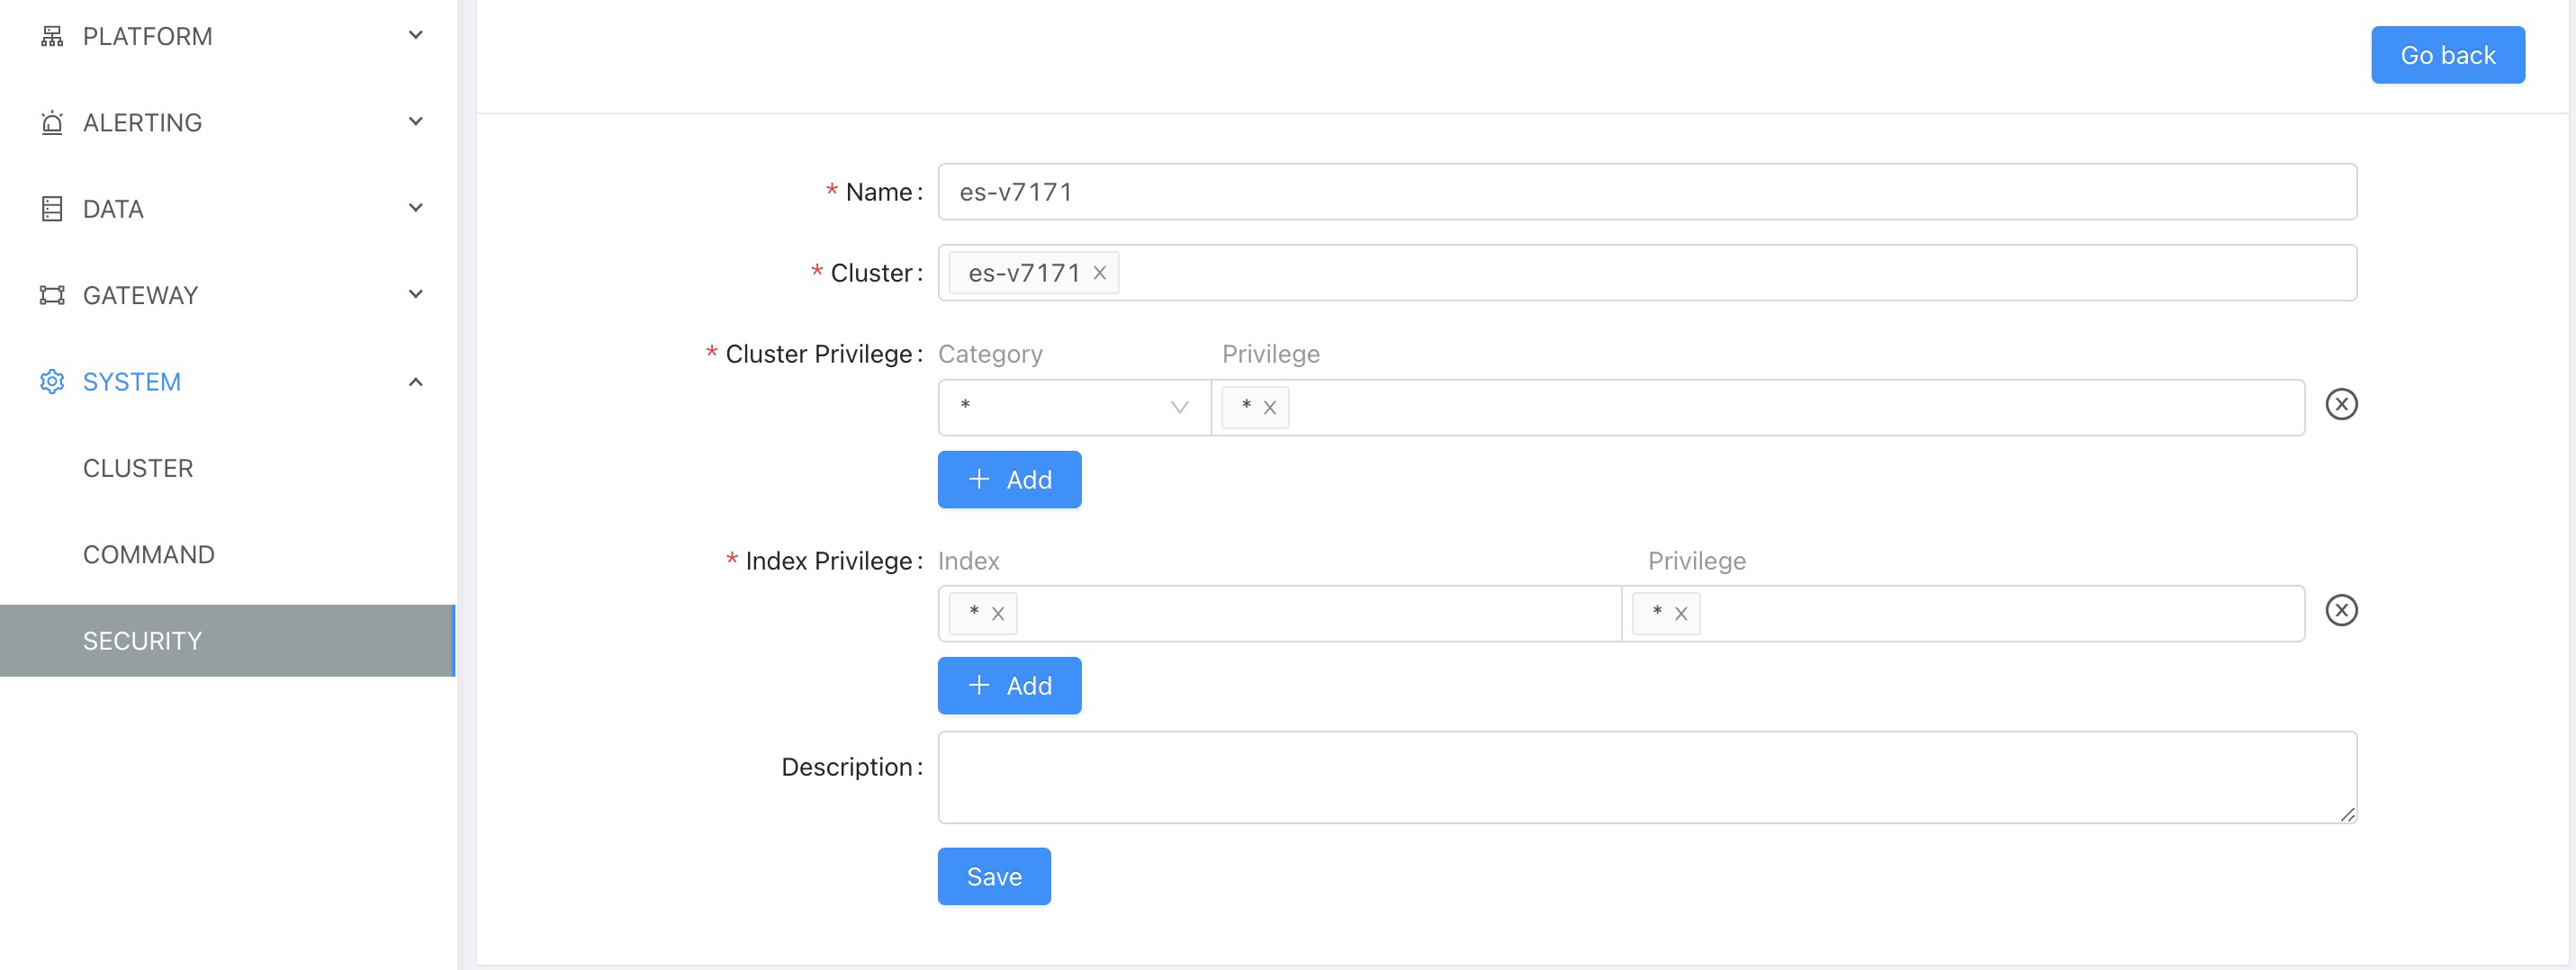 PLATFORM
ALERTING
DATA
GATEWAY
SYSTEM
CLUSTER
COMMAND
SECURITY
Go back
* Name: es-v7171
* Cluster: es-v7171
* Cluster Privilege: Category Privilege
* *
Add
* Index Privilege: Index Privilege
* *
Add
Description:
Save